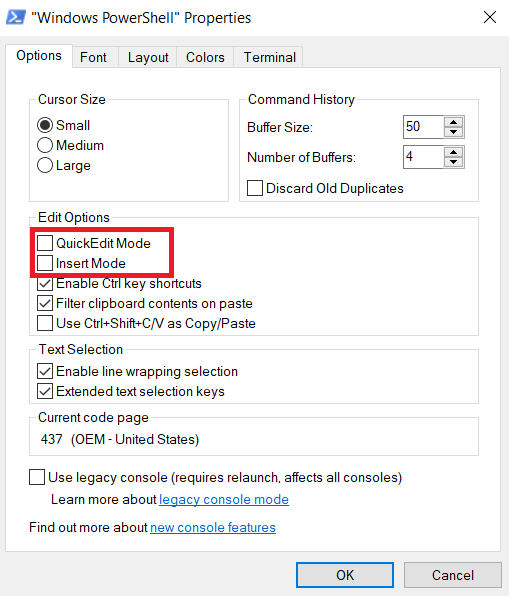 "Windows PowerShell" Properties
Options
Font
Layout
Colors
Terminal
Cursor Size
Small
Medium
Large
Command History
Buffer Size:
50
Number of Buffers:
4
Discard Old Duplicates
Edit Options
QuickEdit Mode
Insert Mode
Enable Ctrl key shortcuts
Filter clipboard contents on paste
Use Ctrl+Shift+C/V as Copy/Paste
Text Selection
Enable line wrapping selection
Extended text selection keys
Current code page
437 (OEM - United States)
Use legacy console (requires relaunch, affects all consoles)
Learn more about legacy console mode
Find out more about new console features
OK
Cancel